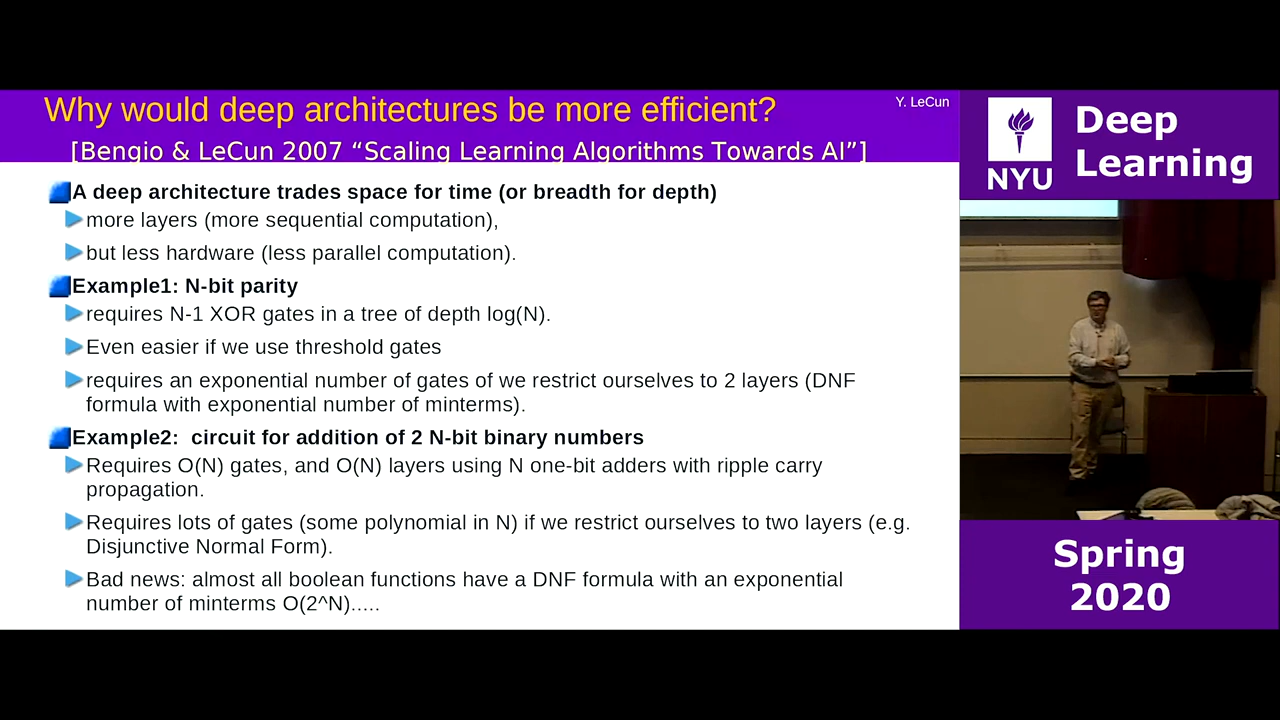 Why would deep architectures be more efficient?
Y. LeCun
[Bengio & LeCun 2007 “Scaling Learning Algorithms Towards AI”]
A deep architecture trades space for time (or breadth for depth)
more layers (more sequential computation),
but less hardware (less parallel computation).
Example1: N-bit parity
requires N-1 XOR gates in a tree of depth log(N).
Even easier if we use threshold gates
requires an exponential number of gates of we restrict ourselves to 2 layers (DNF
formula with exponential number of minterms).
Example2:  circuit for addition of 2 N-bit binary numbers
Requires O(N) gates, and O(N) layers using N one-bit adders with ripple carry
propagation.
Requires lots of gates (some polynomial in N) if we restrict ourselves to two layers (e.g.
Disjunctive Normal Form).
Bad news: almost all boolean functions have a DNF formula with an exponential
number of minterms O(2^N).....
NYU
Deep
Learning
Spring
2020